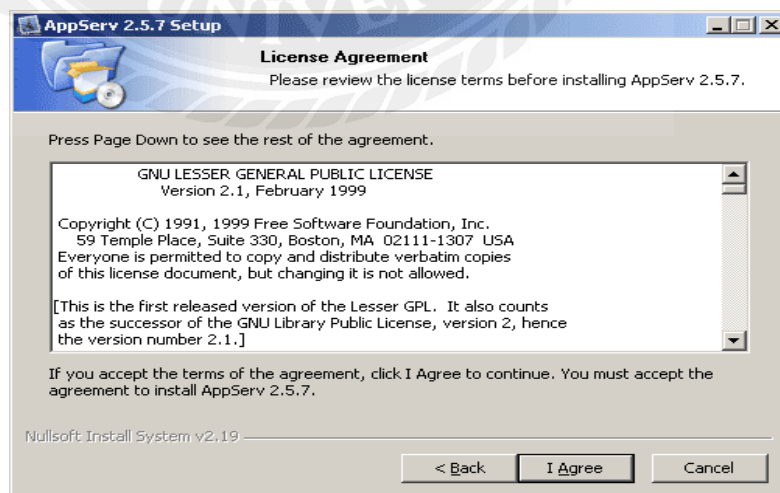 AppServ 2.5.7 Setup
License Agreement
Please review the license terms before installing AppServ 2.5.7.
Press Page Down to see the rest of the agreement.
GNU LESSER GENERAL PUBLIC LICENSE
Version 2.1, February 1999
Copyright (C) 1991, 1999 Free Software Foundation, Inc.
59 Temple Place, Suite 330, Boston, MA 02111-1307 USA
Everyone is permitted to copy and distribute verbatim copies
of this license document, but changing it is not allowed.
[This is the first released version of the Lesser GPL. It also counts
as the successor of the GNU Library Public License, version 2, hence
the version number 2.1.]
If you accept the terms of the agreement, click I Agree to continue. You must accept the
agreement to install AppServ 2.5.7.
Nullsoft Install System v2.19
< Back
I Agree
Cancel